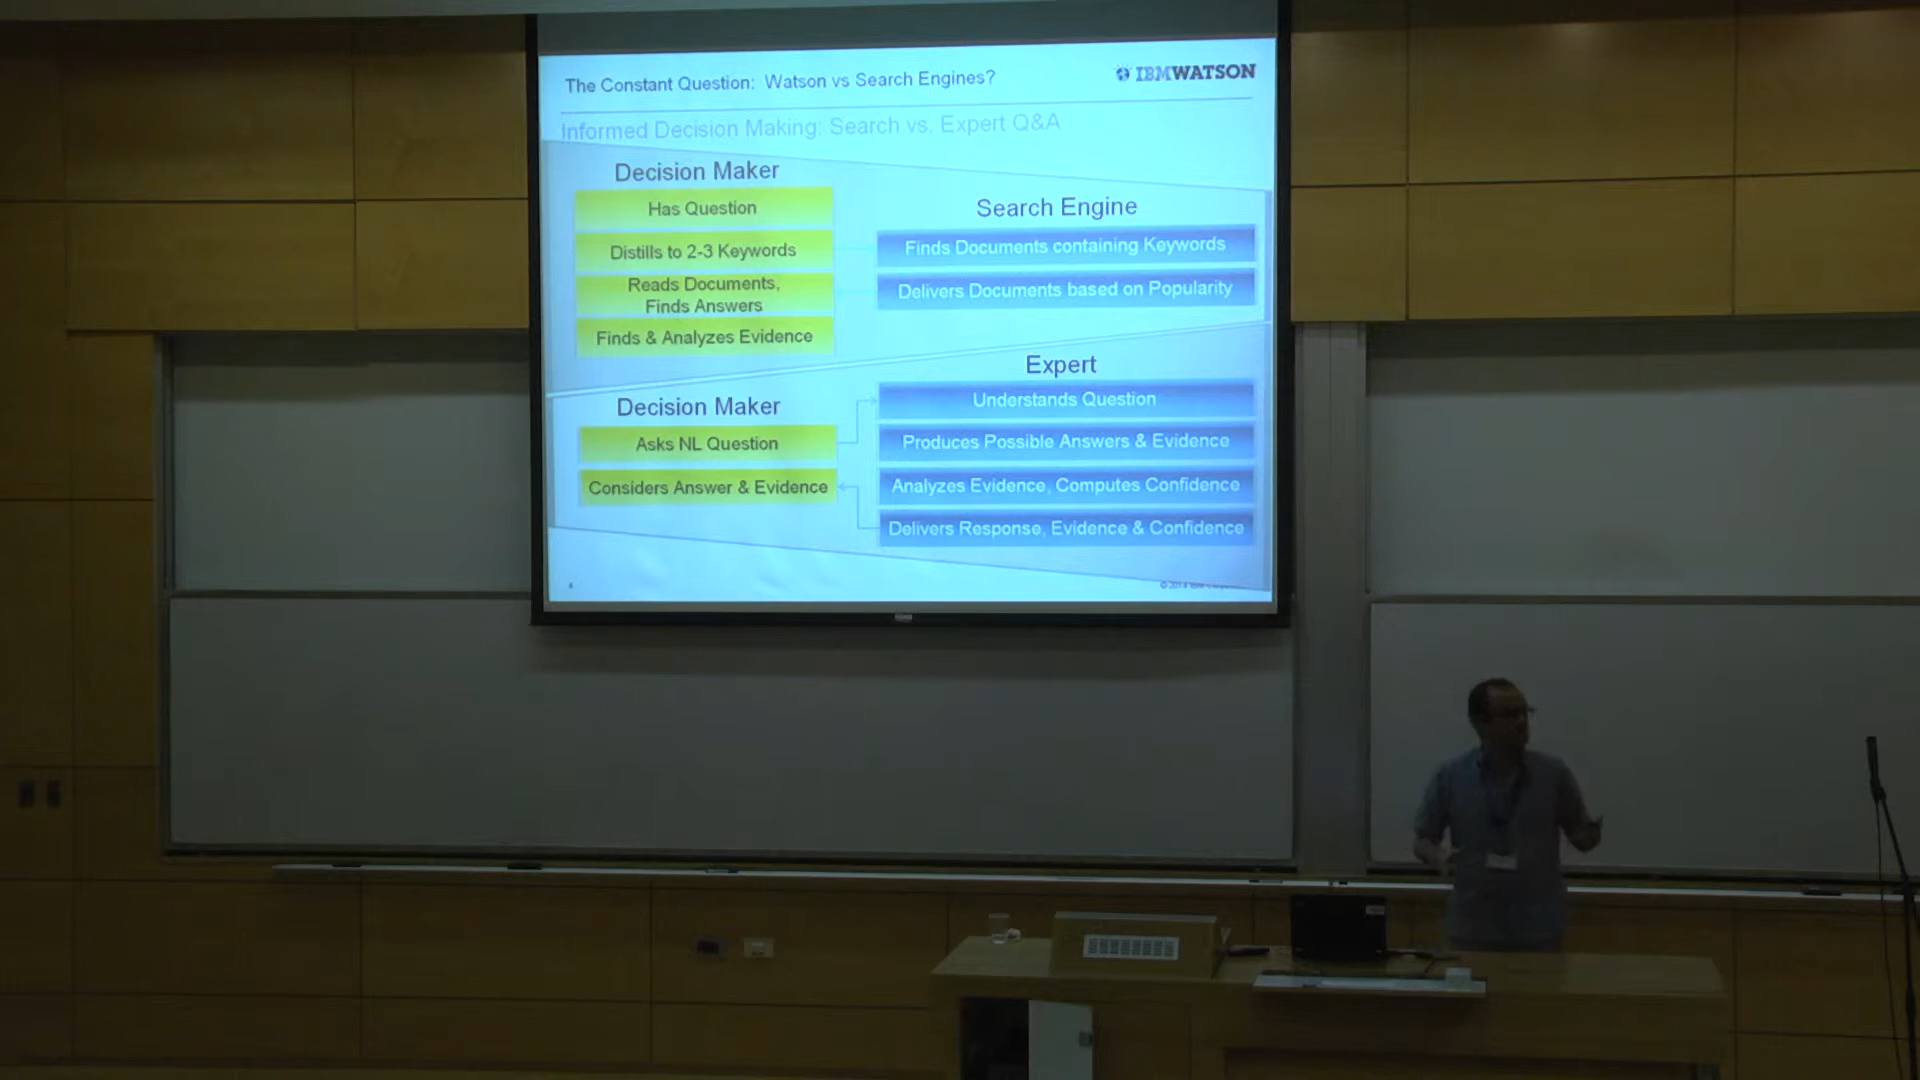 The Constant Question: Watson vs Search Engines?
IBMWATSON
Informed Decision Making: Search vs. Expert Q&A
Decision Maker
Has Question
Distills to 2-3 Keywords
Reads Documents,
Finds Answers
Finds & Analyzes Evidence
Search Engine
Finds Documents containing Keywords
Delivers Documents based on Popularity
Decision Maker
Asks NL Question
Considers Answer & Evidence
Expert
Understands Question
Produces Possible Answers & Evidence
Analyzes Evidence, Computes Confidence
Delivers Response, Evidence & Confidence